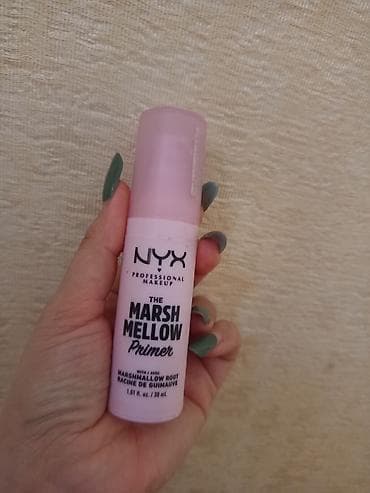 NYX
PROFESSIONAL
MAKEUP
THE
MARSH
MELLOW
Primer
MARSHMALLOW ROOT
RACINE DE GUIMAUVE
1.01 fl. oz. / 30 mL